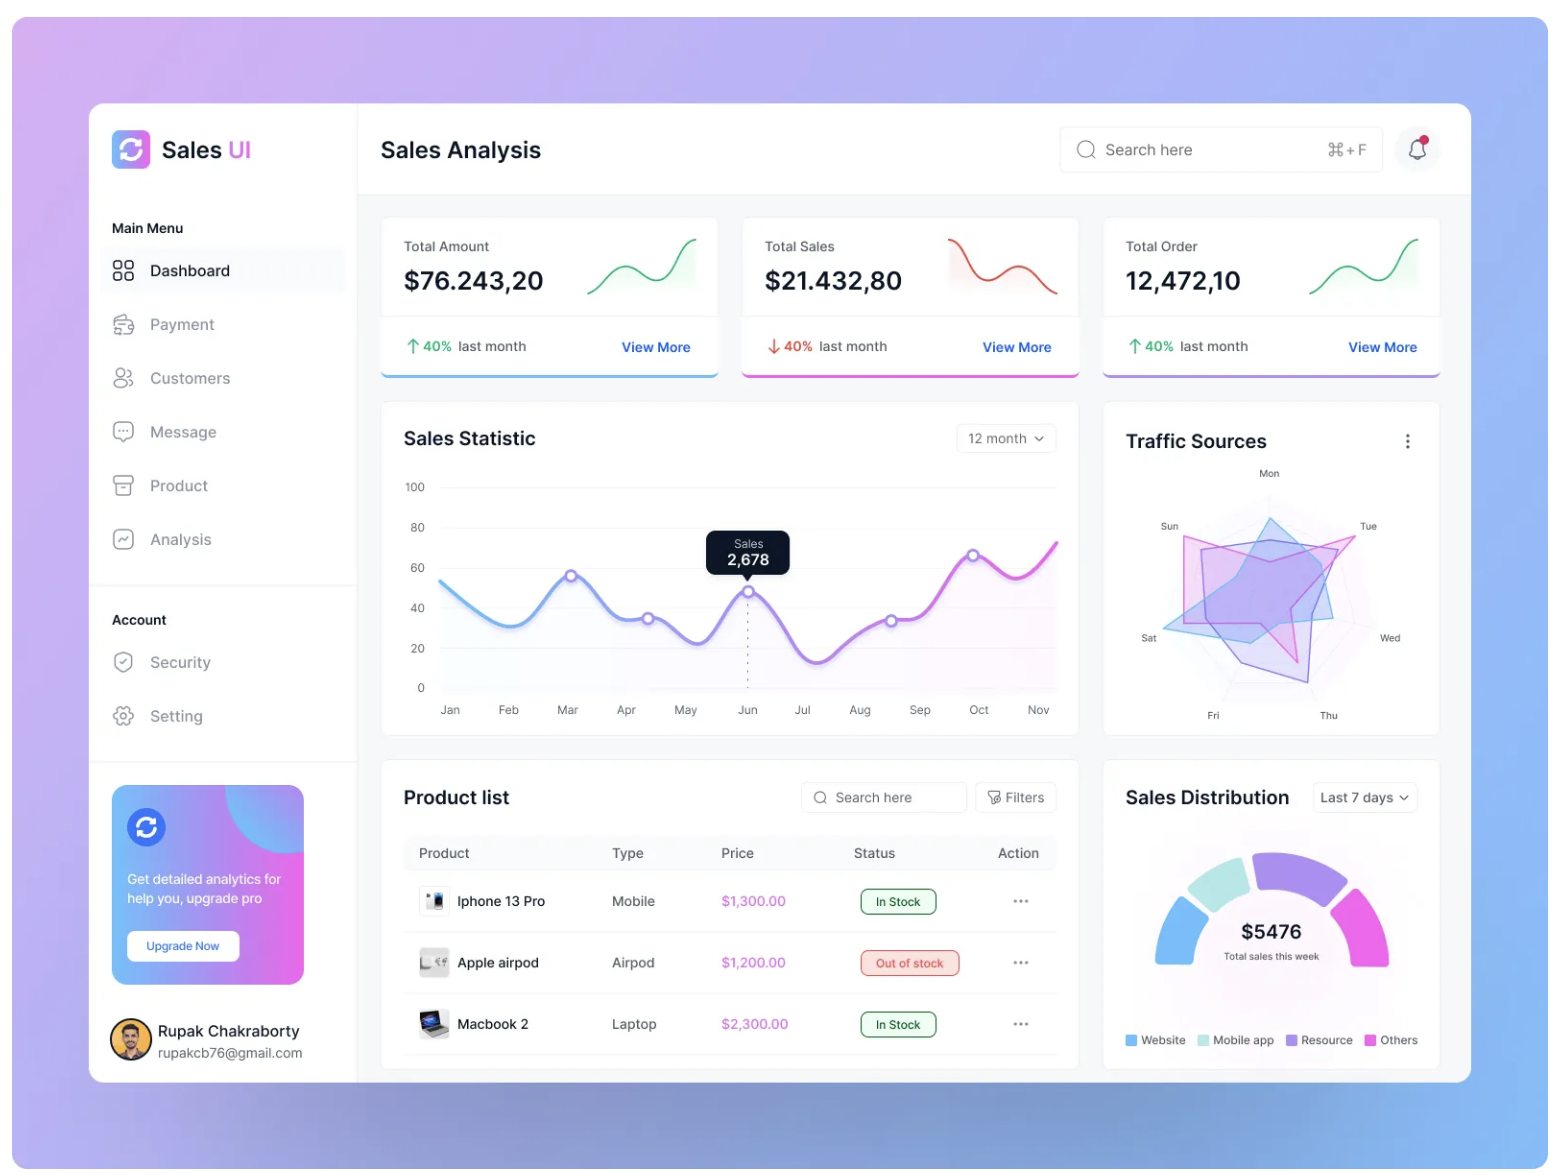 Sales UI
Main Menu
Dashboard
Payment
Customers
Message
Product
Analysis
Account
Security
Setting
Get detailed analytics for
help you, upgrade pro
Upgrade Now
Rupak Chakraborty
rupakcb76@gmail.com
Sales Analysis
Search here ⌘+F
Total Amount
$76.243,20
↑40% last month View More
Total Sales
$21.432,80
↓40% last month View More
Total Order
12,472,10
↑40% last month View More
Sales Statistic
12 month
100
80
60
40
20
0
Sales
2,678
Jan Feb Mar Apr May Jun Jul Aug Sep Oct Nov
Traffic Sources
Mon
Tue
Wed
Thu
Fri
Sat
Sun
Product list
Search here Filters
Product Type Price Status Action
Iphone 13 Pro Mobile $1,300.00 In Stock ...
Apple airpod Airpod $1,200.00 Out of stock ...
Macbook 2 Laptop $2,300.00 In Stock ...
Sales Distribution
Last 7 days
$5476
Total sales this week
Website Mobile app Resource Others